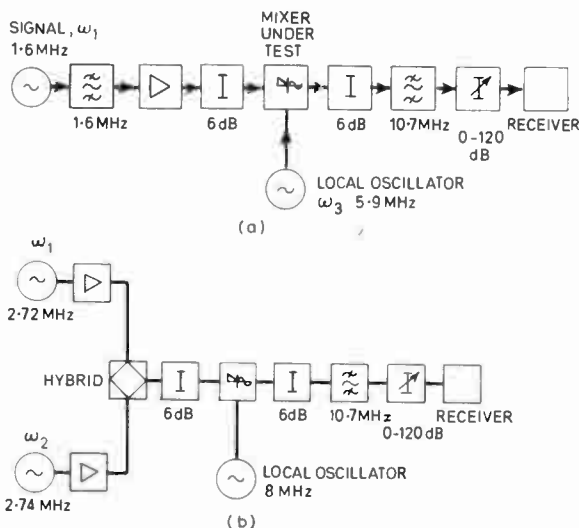 SIGNAL, ω1
1·6 MHz
1·6MHz
6dB
MIXER
UNDER
TEST
6dB
10·7MHz
0-120
dB
RECEIVER
LOCAL OSCILLATOR
ω3 5·9 MHz
(a)
ω1
2·72 MHz
HYBRID
6dB
6dB
10·7MHz
0-120dB
RECEIVER
ω2
2·74 MHz
LOCAL OSCILLATOR
8 MHz
(b)